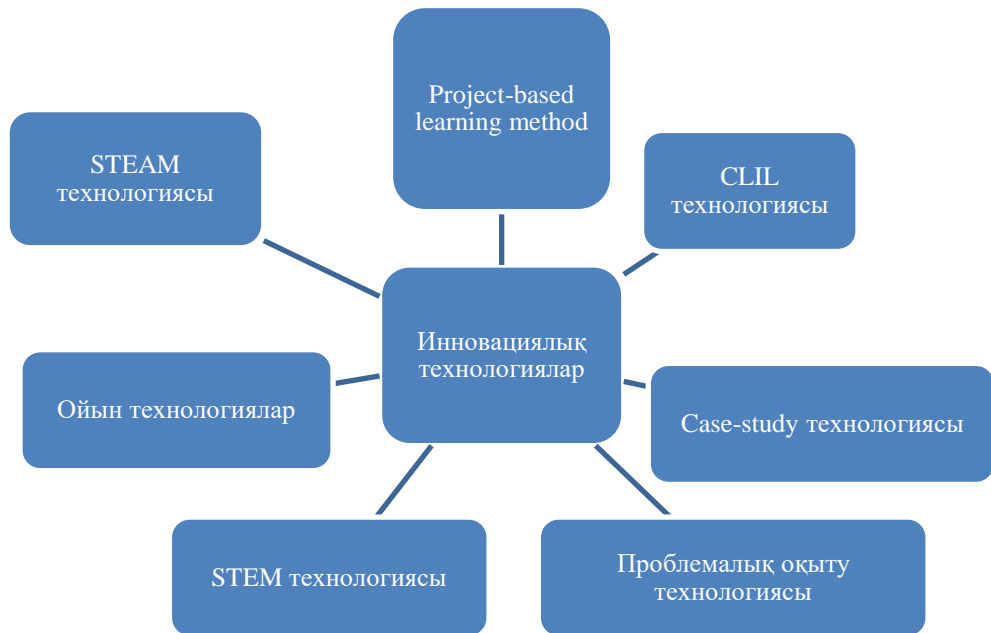 Project-based
learning method
STEAM
технологиясы
CLIL
технологиясы
Инновациялық
технологиялар
Ойын технологиялар
Case-study технологиясы
STEM технологиясы
Проблемалық оқыту
технологиясы